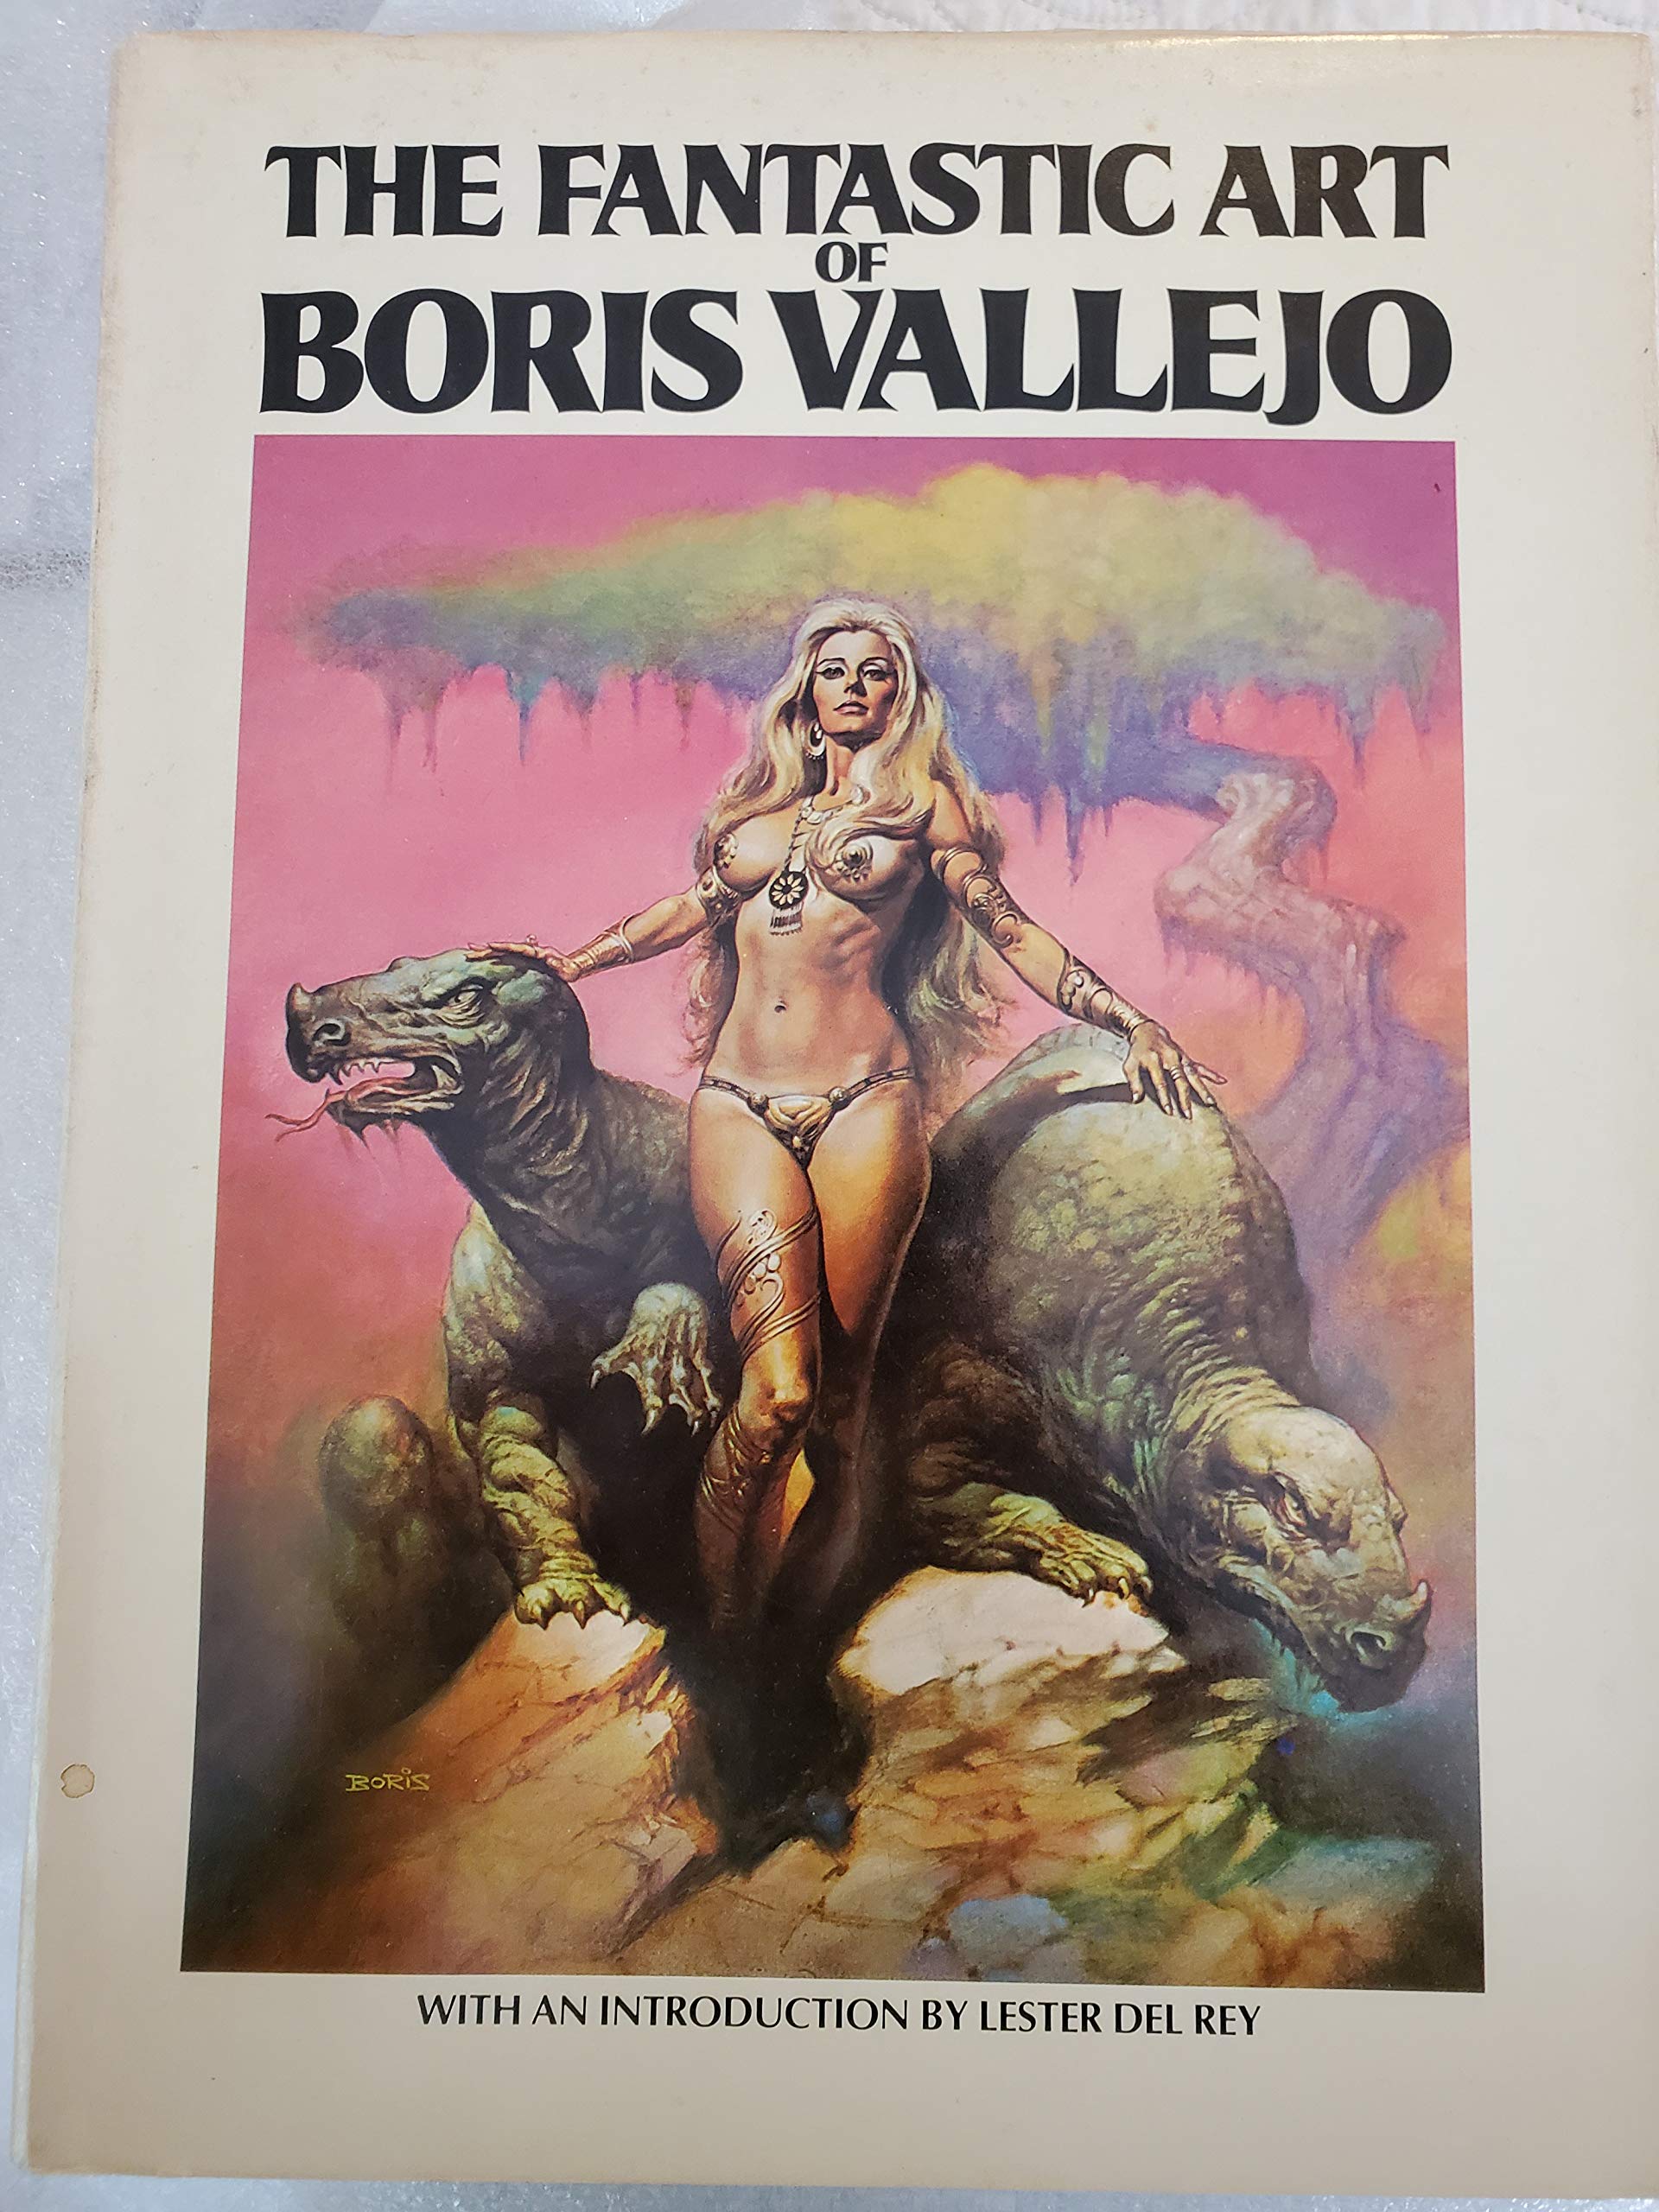 THE FANTASTIC ART
OF
BORIS VALLEJO
BORIS
WITH AN INTRODUCTION BY LESTER DEL REY